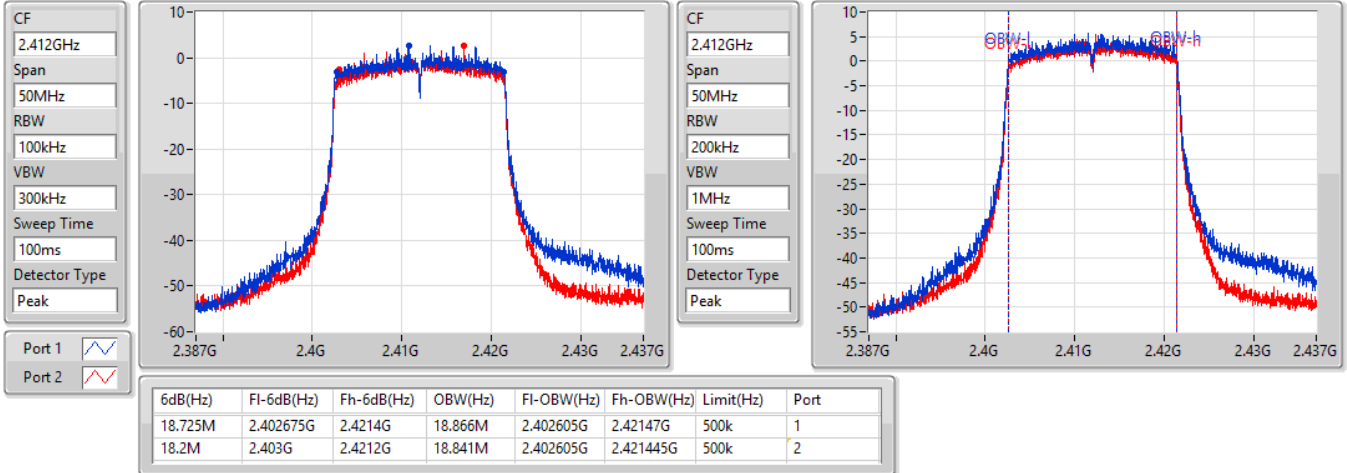 CF
2.412GHz
Span
50MHz
RBW
100kHz
VBW
300kHz
Sweep Time
100ms
Detector Type
Peak
Port 1
Port 2
10
0
-10
-20
-30
-40
-50
-60
2.387G 2.4G 2.41G 2.42G 2.43G 2.437G
CF
2.412GHz
Span
50MHz
RBW
200kHz
VBW
1MHz
Sweep Time
100ms
Detector Type
Peak
10
5
0
-5
-10
-15
-20
-25
-30
-35
-40
-45
-50
-55
OBW-l OBW-h
2.387G 2.4G 2.41G 2.42G 2.43G 2.437G
6dB(Hz) Fl-6dB(Hz) Fh-6dB(Hz) OBW(Hz) Fl-OBW(Hz) Fh-OBW(Hz) Limit(Hz) Port
18.725M 2.402675G 2.4214G 18.866M 2.402605G 2.42147G 500k 1
18.2M 2.403G 2.4212G 18.841M 2.402605G 2.421445G 500k 2